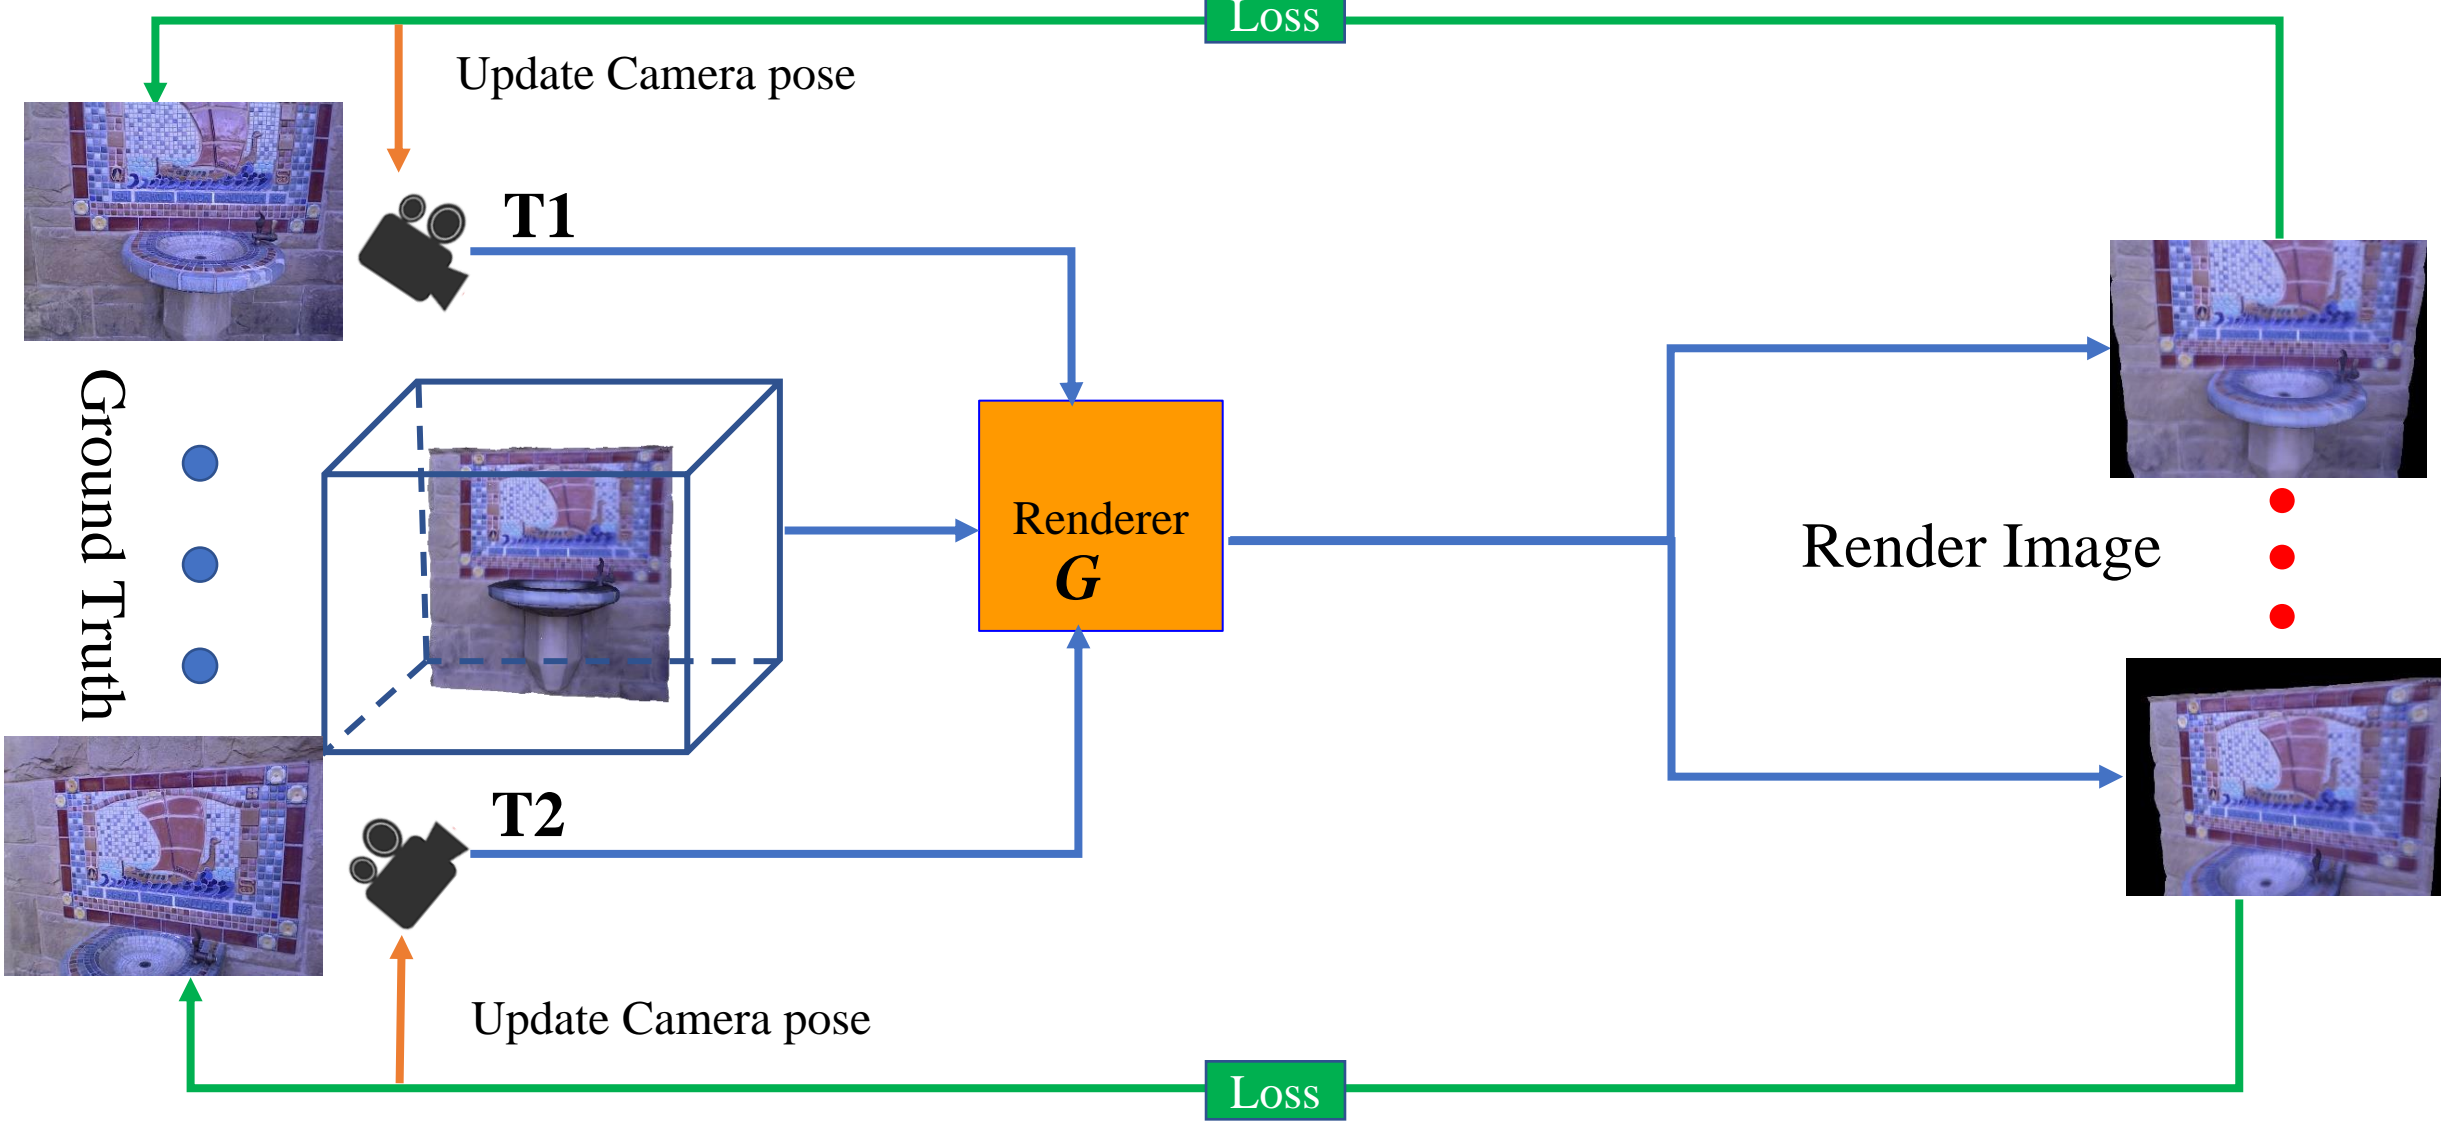 Loss
Update Camera pose
T1
Ground Truth
Renderer
G
Render Image
T2
Update Camera pose
Loss